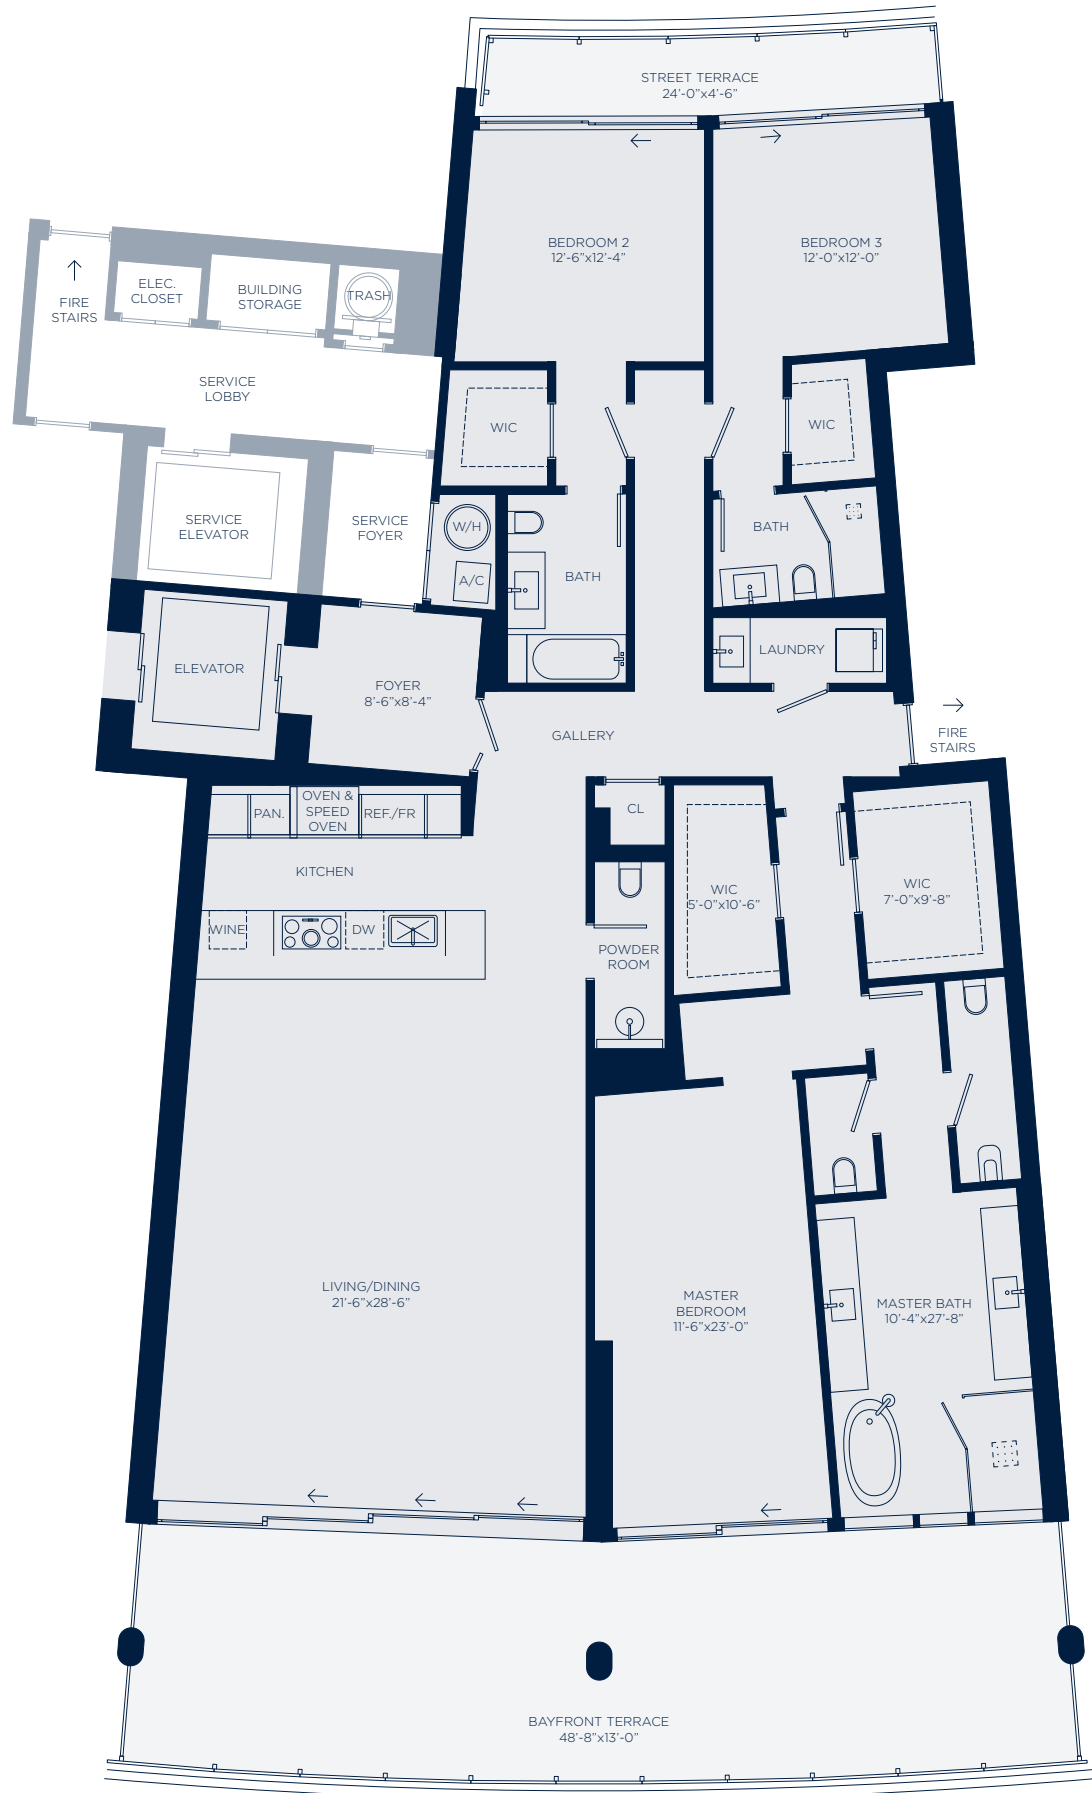 STREET TERRACE
24'-0"x4'-6"
BEDROOM 2
12'-6"x12'-4"
BEDROOM 3
12'-0"x12'-0"
ELEC.
CLOSET
BUILDING
STORAGE
TRASH
FIRE
STAIRS
SERVICE
LOBBY
WIC
WIC
SERVICE
ELEVATOR
SERVICE
FOYER
W/H
A/C
BATH
BATH
ELEVATOR
FOYER
8'-6"x8'-4"
LAUNDRY
GALLERY
FIRE
STAIRS
PAN.
OVEN &
SPEED
OVEN
REF./FR
CL
KITCHEN
WIC
5'-0"x10'-6"
WIC
7'-0"x9'-8"
WINE
DW
POWDER
ROOM
LIVING/DINING
21'-6"x28'-6"
MASTER
BEDROOM
11'-6"x23'-0"
MASTER BATH
10'-4"x27'-8"
BAYFRONT TERRACE
48'-8"x13'-0"